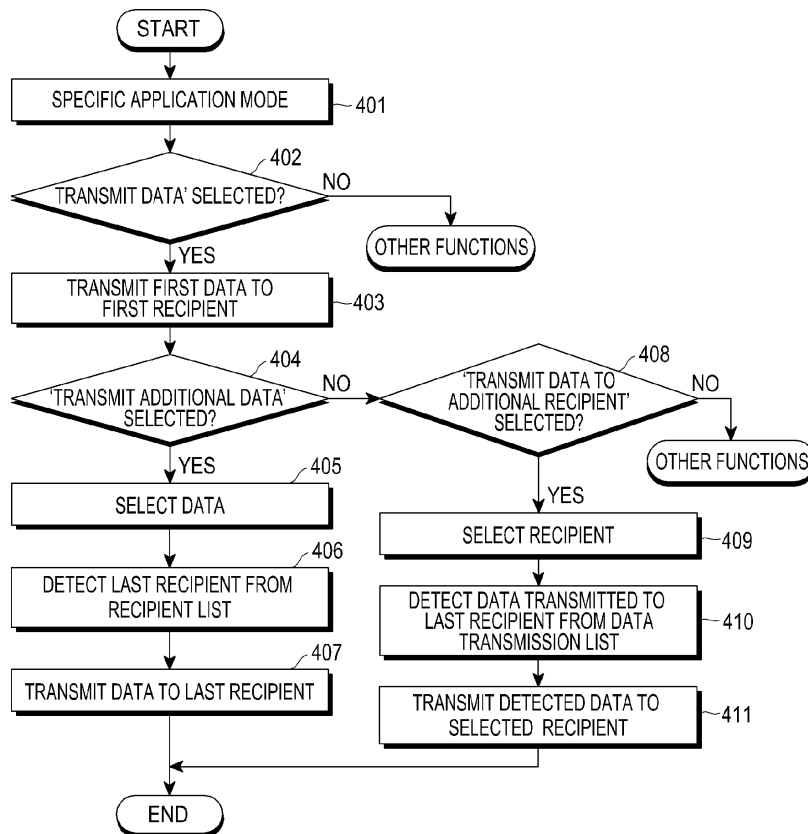 START
SPECIFIC APPLICATION MODE
401
402
TRANSMIT DATA' SELECTED?
NO
OTHER FUNCTIONS
YES
TRANSMIT FIRST DATA TO
FIRST RECIPIENT
403
404
'TRANSMIT ADDITIONAL DATA'
SELECTED?
NO
408
'TRANSMIT DATA TO
ADDITIONAL RECIPIENT'
SELECTED?
NO
OTHER FUNCTIONS
YES
405
SELECT DATA
406
DETECT LAST RECIPIENT FROM
RECIPIENT LIST
407
TRANSMIT DATA TO LAST RECIPIENT
YES
SELECT RECIPIENT
409
DETECT DATA TRANSMITTED TO
LAST RECIPIENT FROM DATA
TRANSMISSION LIST
410
TRANSMIT DETECTED DATA TO
SELECTED RECIPIENT
411
END